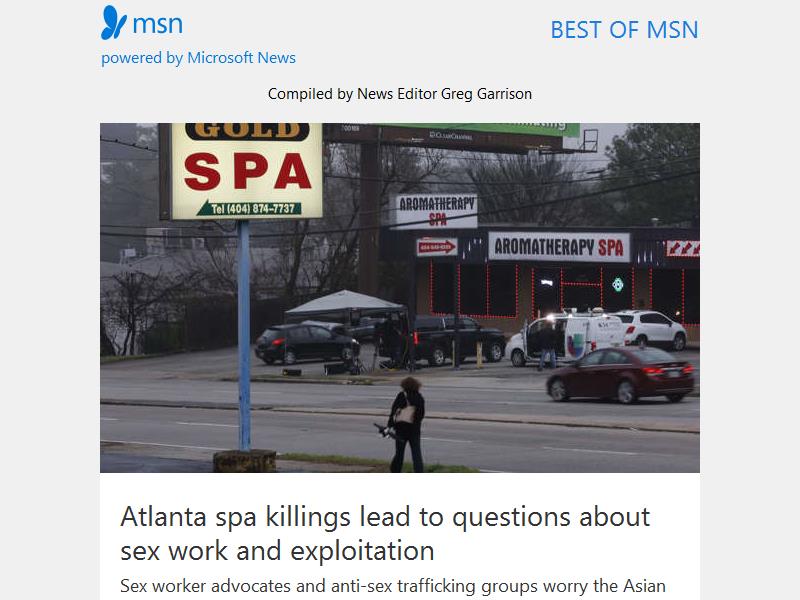 msn
BEST OF MSN
powered by Microsoft News
Compiled by News Editor Greg Garrison
GOLD
SPA
Tel (404) 874-7737
AROMATHERAPY
SPA
AROMATHERAPY SPA
Atlanta spa killings lead to questions about
sex work and exploitation
Sex worker advocates and anti-sex trafficking groups worry the Asian